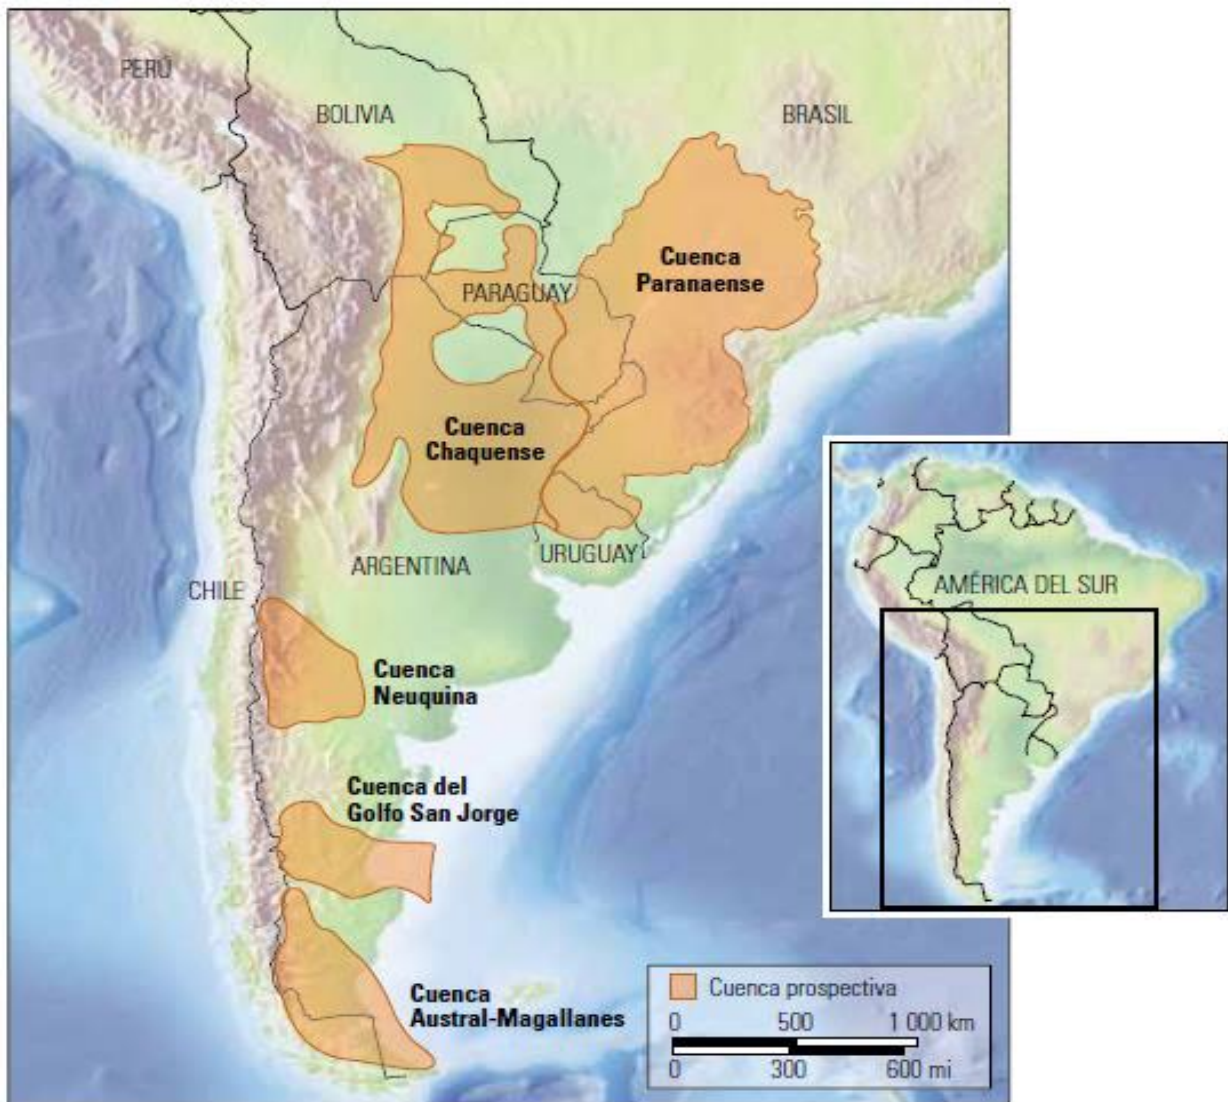 PERÚ
BOLIVIA
BRASIL
Cuenca
Paranaense
PARAGUAY
Cuenca
Chaquense
ARGENTINA
URUGUAY
CHILE
AMÉRICA DEL SUR
Cuenca
Neuquina
Cuenca del
Golfo San Jorge
Cuenca
Austral-Magallanes
Cuenca prospectiva
0 500 1 000 km
0 300 600 mi